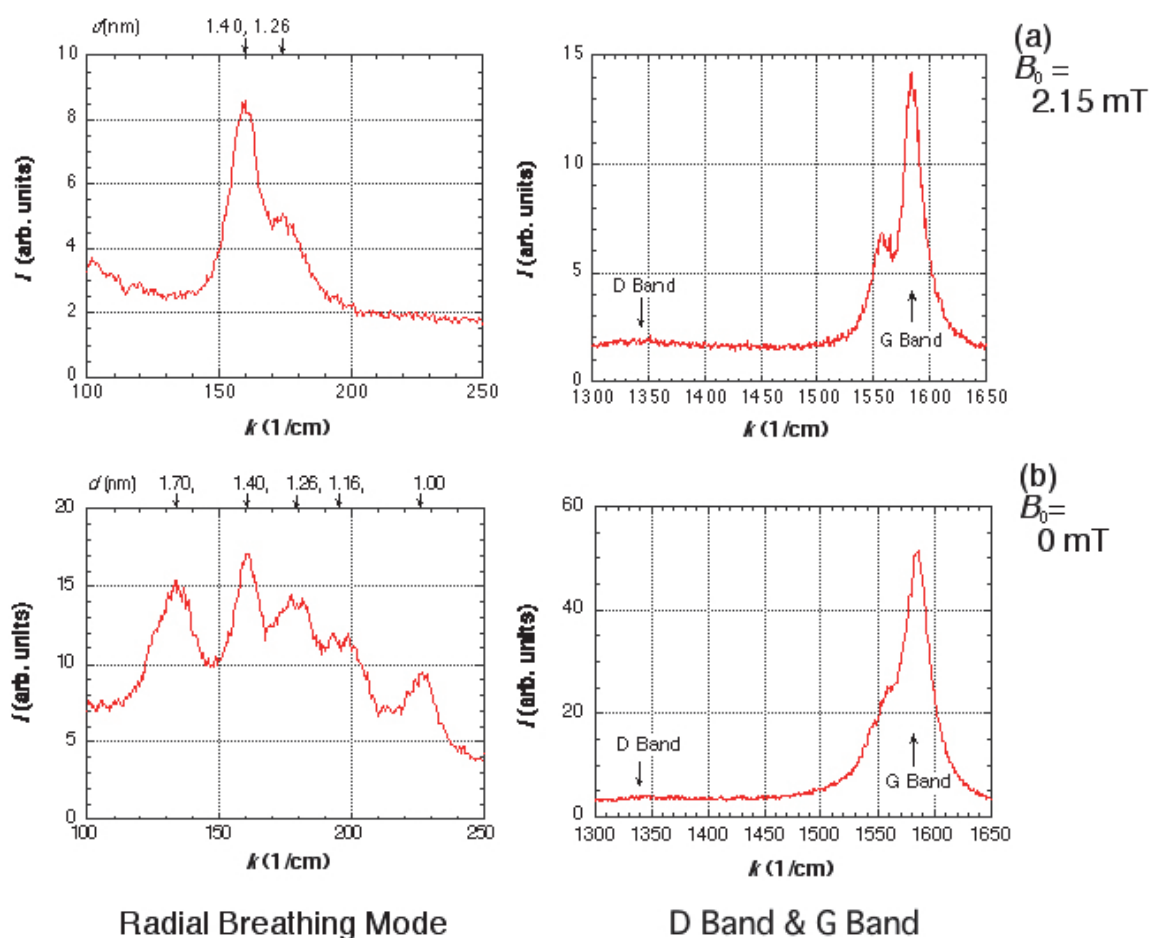 d(nm) 1.40, 1.26
10
8
6
4
2
0
100 150 200 250
I (arb. units)
k (1/cm)
15
10
5
0
1300 1350 1400 1450 1500 1550 1600 1650
I (arb. units)
k (1/cm)
D Band
G Band
(a)
B0 =
2.15 mT
d (nm) 1.70, 1.40, 1.26, 1.16, 1.00
20
15
10
5
0
100 150 200 250
I (arb. units)
k (1/cm)
60
40
20
0
1300 1350 1400 1450 1500 1550 1600 1650
I (arb. units)
k (1/cm)
D Band
G Band
(b)
B0=
0 mT
Radial Breathing Mode
D Band & G Band